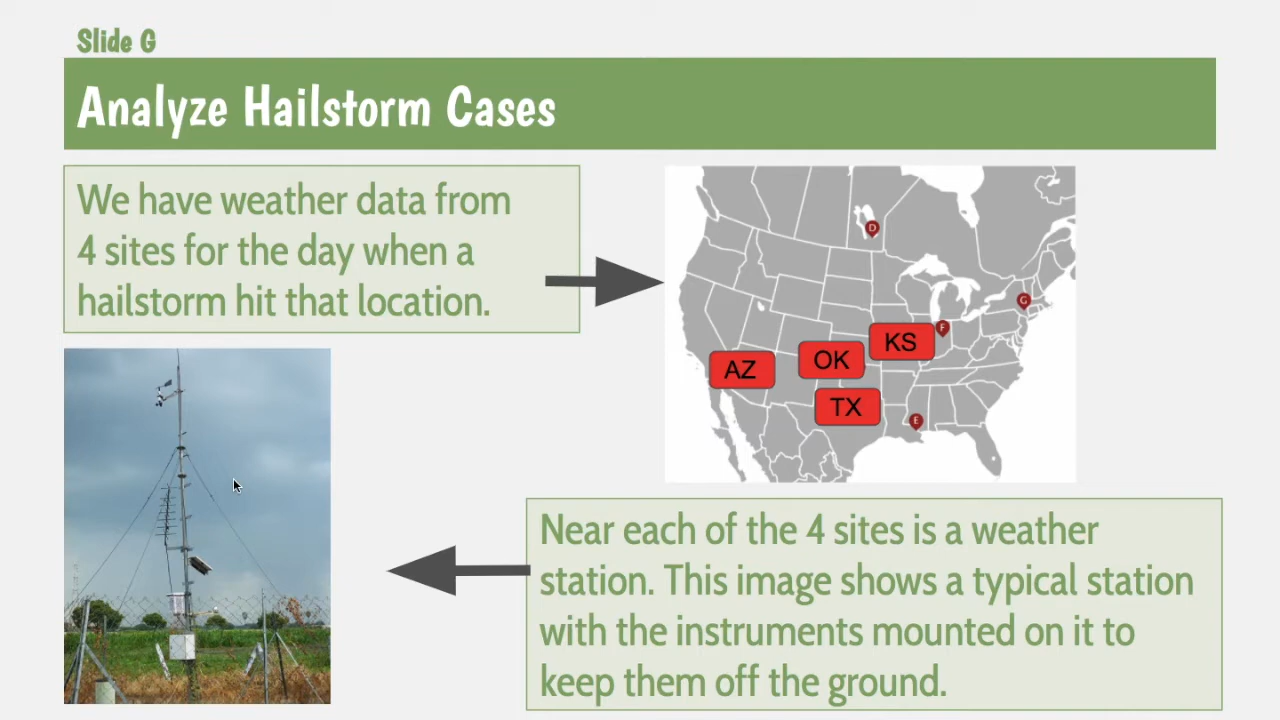 Slide G
Analyze Hailstorm Cases
We have weather data from
4 sites for the day when a
hailstorm hit that location.
D
G
F
KS
OK
AZ
TX
E
Near each of the 4 sites is a weather
station. This image shows a typical station
with the instruments mounted on it to
keep them off the ground.